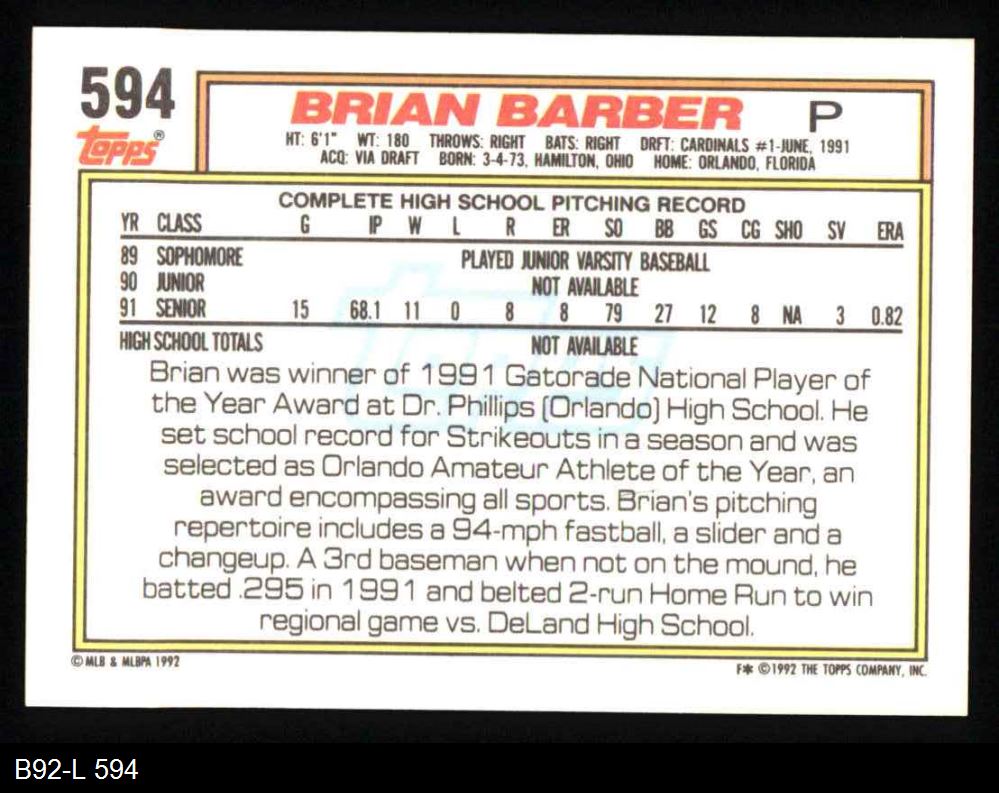 594
Topps®
BRIAN BARBER P
HT: 6'1" WT: 180 THROWS: RIGHT BATS: RIGHT DRFT: CARDINALS #1-JUNE, 1991
ACQ: VIA DRAFT BORN: 3-4-73, HAMILTON, OHIO HOME: ORLANDO, FLORIDA
COMPLETE HIGH SCHOOL PITCHING RECORD
YR CLASS G IP W L R ER SO BB GS CG SHO SV ERA
89 SOPHOMORE PLAYED JUNIOR VARSITY BASEBALL
90 JUNIOR NOT AVAILABLE
91 SENIOR 15 68.1 11 0 8 8 79 27 12 8 NA 3 0.82
HIGH SCHOOL TOTALS NOT AVAILABLE
Brian was winner of 1991 Gatorade National Player of
the Year Award at Dr. Phillips (Orlando) High School. He
set school record for Strikeouts in a season and was
selected as Orlando Amateur Athlete of the Year, an
award encompassing all sports. Brian's pitching
repertoire includes a 94-mph fastball, a slider and a
changeup. A 3rd baseman when not on the mound, he
batted .295 in 1991 and belted 2-run Home Run to win
regional game vs. DeLand High School.
© MLB & MLBPA 1992
F* © 1992 THE TOPPS COMPANY, INC.
B92-L 594